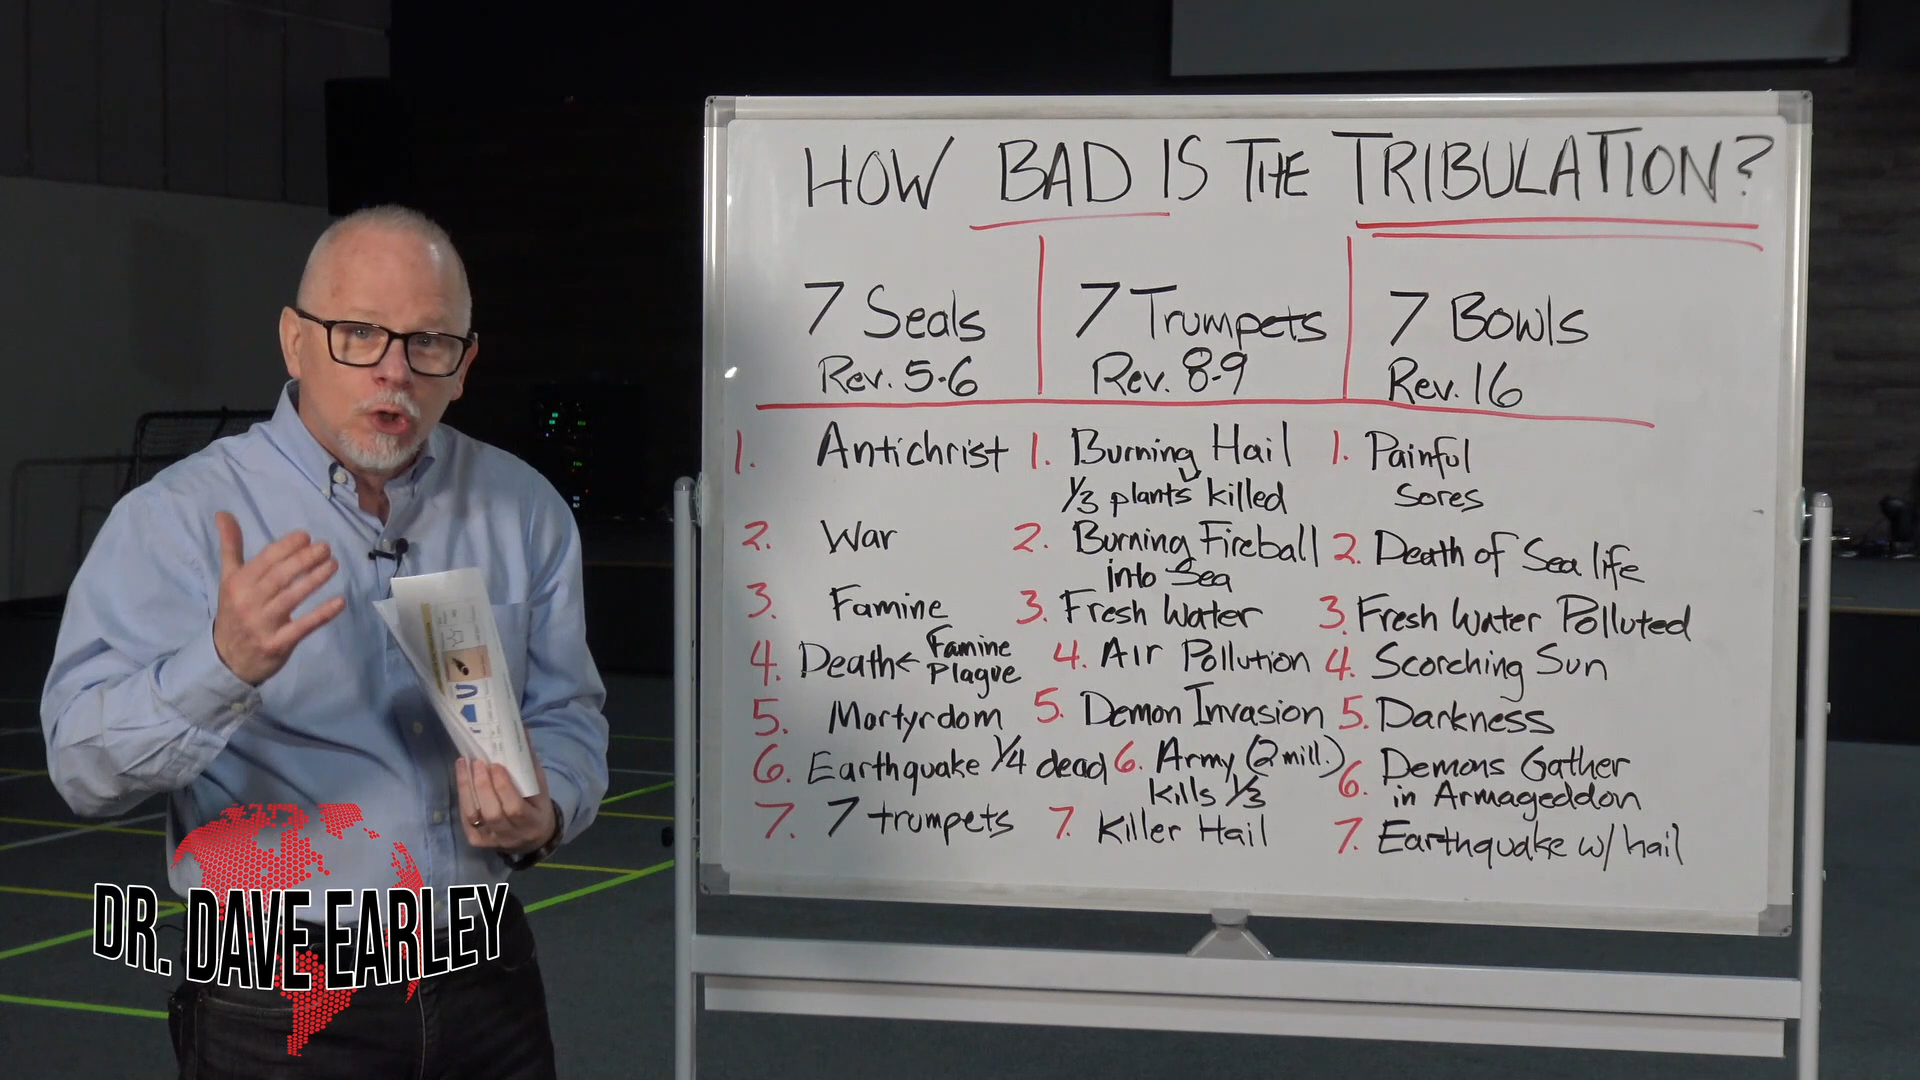 HOW BAD IS THE TRIBULATION?
7 Seals
Rev. 5-6
7 Trumpets
Rev. 8-9
7 Bowls
Rev. 16
1. Antichrist
2. War
3. Famine
4. Death ← Famine
Plague
5. Martyrdom
6. Earthquake 1/4 dead
7. 7 trumpets
1. Burning Hail
1/3 plants killed
2. Burning Fireball
into Sea
3. Fresh Water
4. Air Pollution
5. Demon Invasion
6. Army (2 mill.)
kills 1/3
7. Killer Hail
1. Painful
Sores
2. Death of Sea life
3. Fresh Water Polluted
4. Scorching Sun
5. Darkness
6. Demons Gather
in Armageddon
7. Earthquake w/ hail
DR. DAVE EARLEY